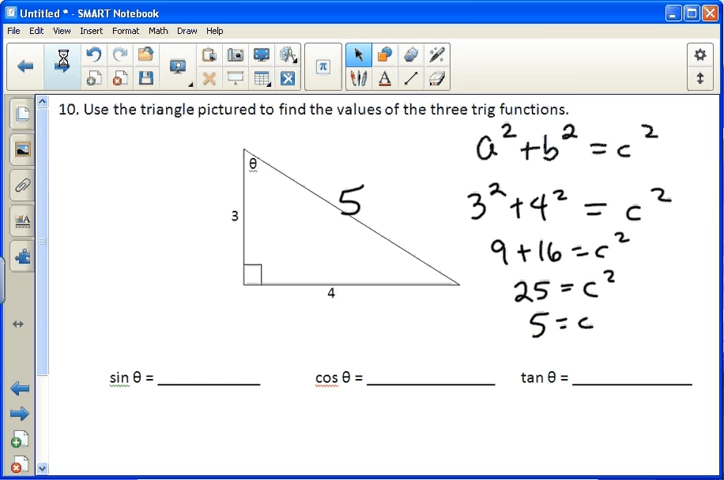 Untitled * - SMART Notebook
File Edit View Insert Format Math Draw Help
π
A
10. Use the triangle pictured to find the values of the three trig functions.
a² + b² = c²
θ
5
3² + 4² = c²
3
9 + 16 = c²
25 = c²
4
5 = c
sin θ = ____________ cos θ = ______________ tan θ = _____________